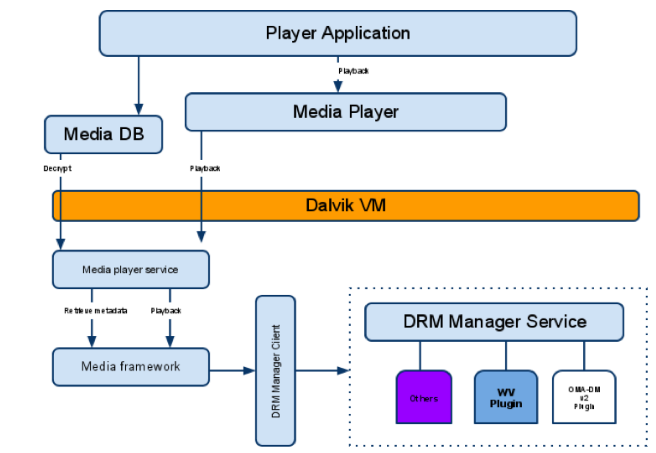 Player Application
Playback
Media Player
Media DB
Decrypt
Playback
Dalvik VM
Media player service
Retrieve metadata
Playback
Media framework
DRM Manager Client
DRM Manager Service
Others
WV
Plugin
OMA-DM
v2
Plugin